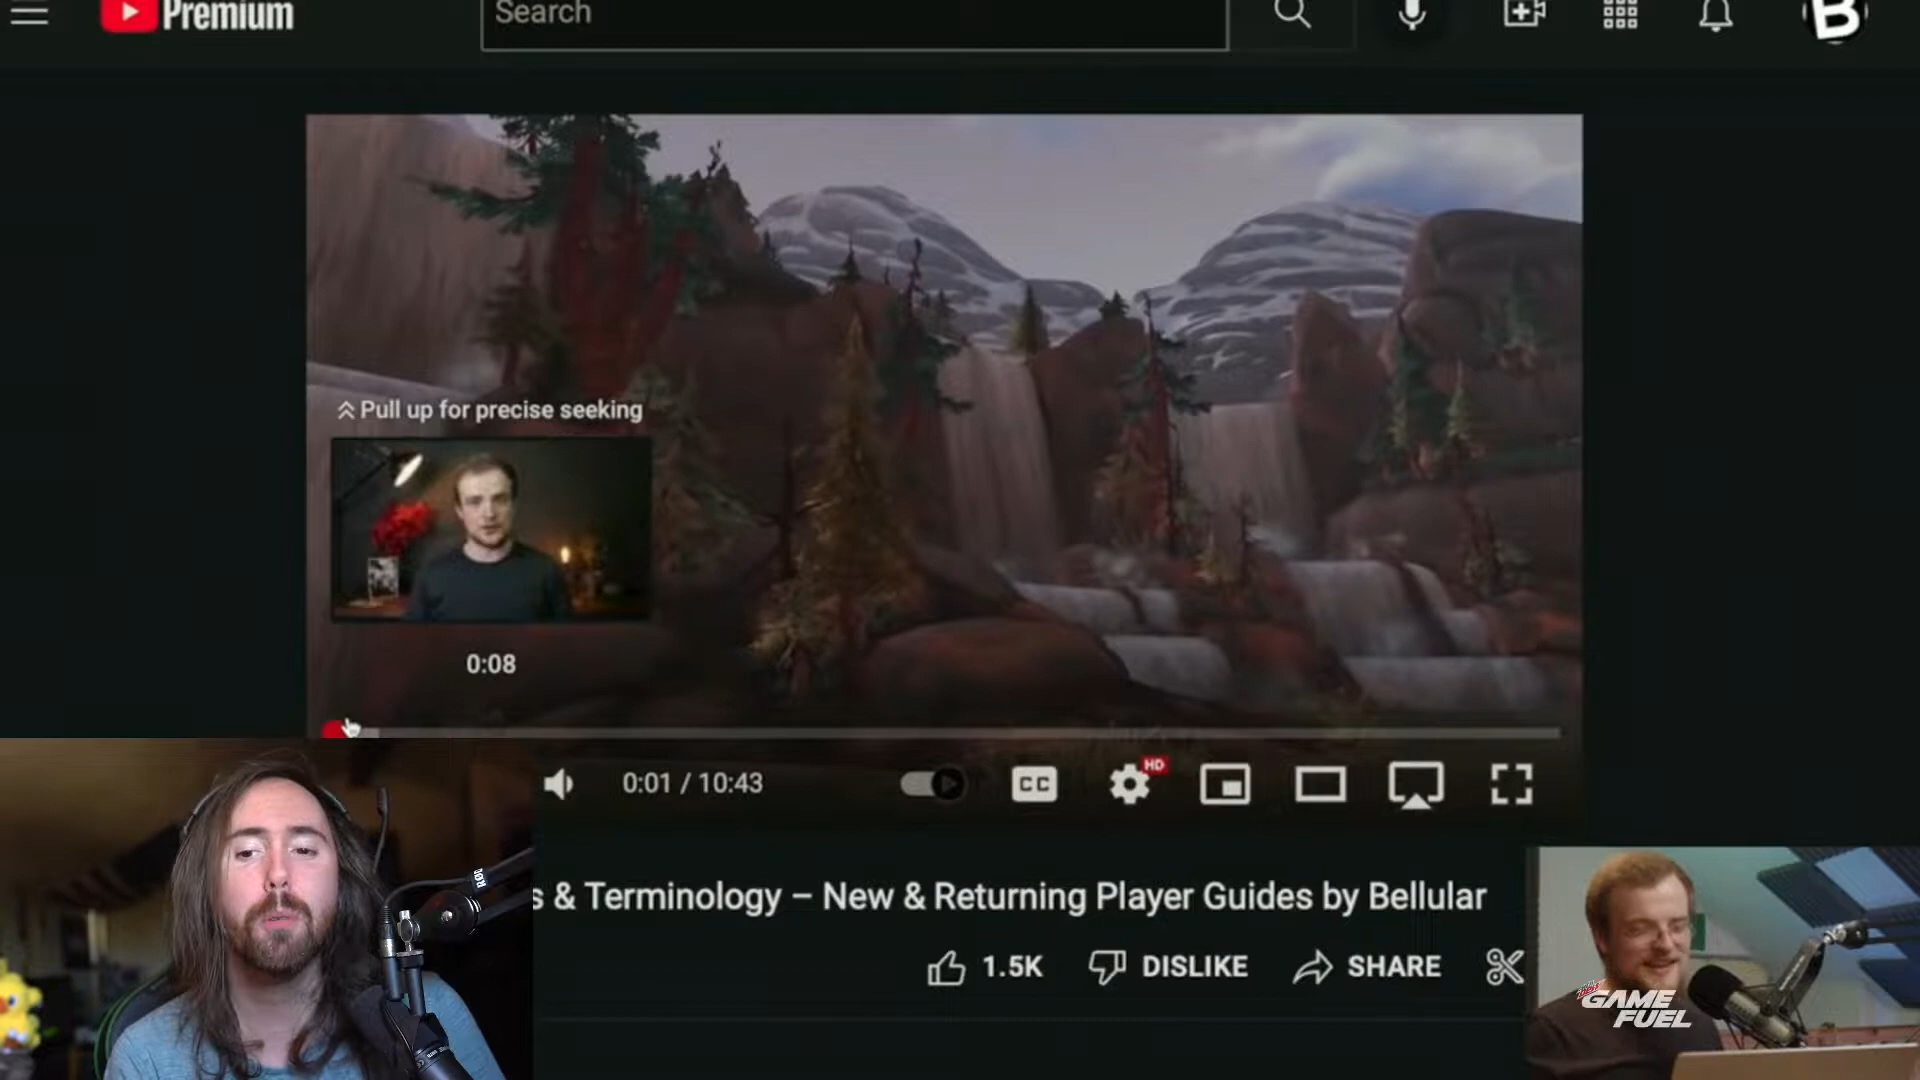 Premium
Search
Pull up for precise seeking
0:08
0:01 / 10:43
CC
HD
s & Terminology – New & Returning Player Guides by Bellular
1.5K
DISLIKE
SHARE
GAME
FUEL
B